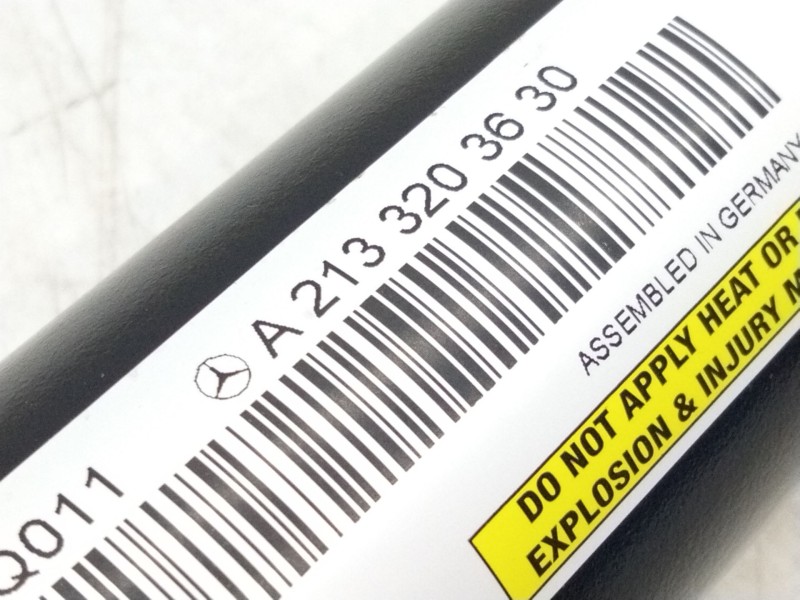 Q011
A 213 320 36 30
ASSEMBLED IN GERMANY
DO NOT APPLY HEAT OR
EXPLOSION & INJURY